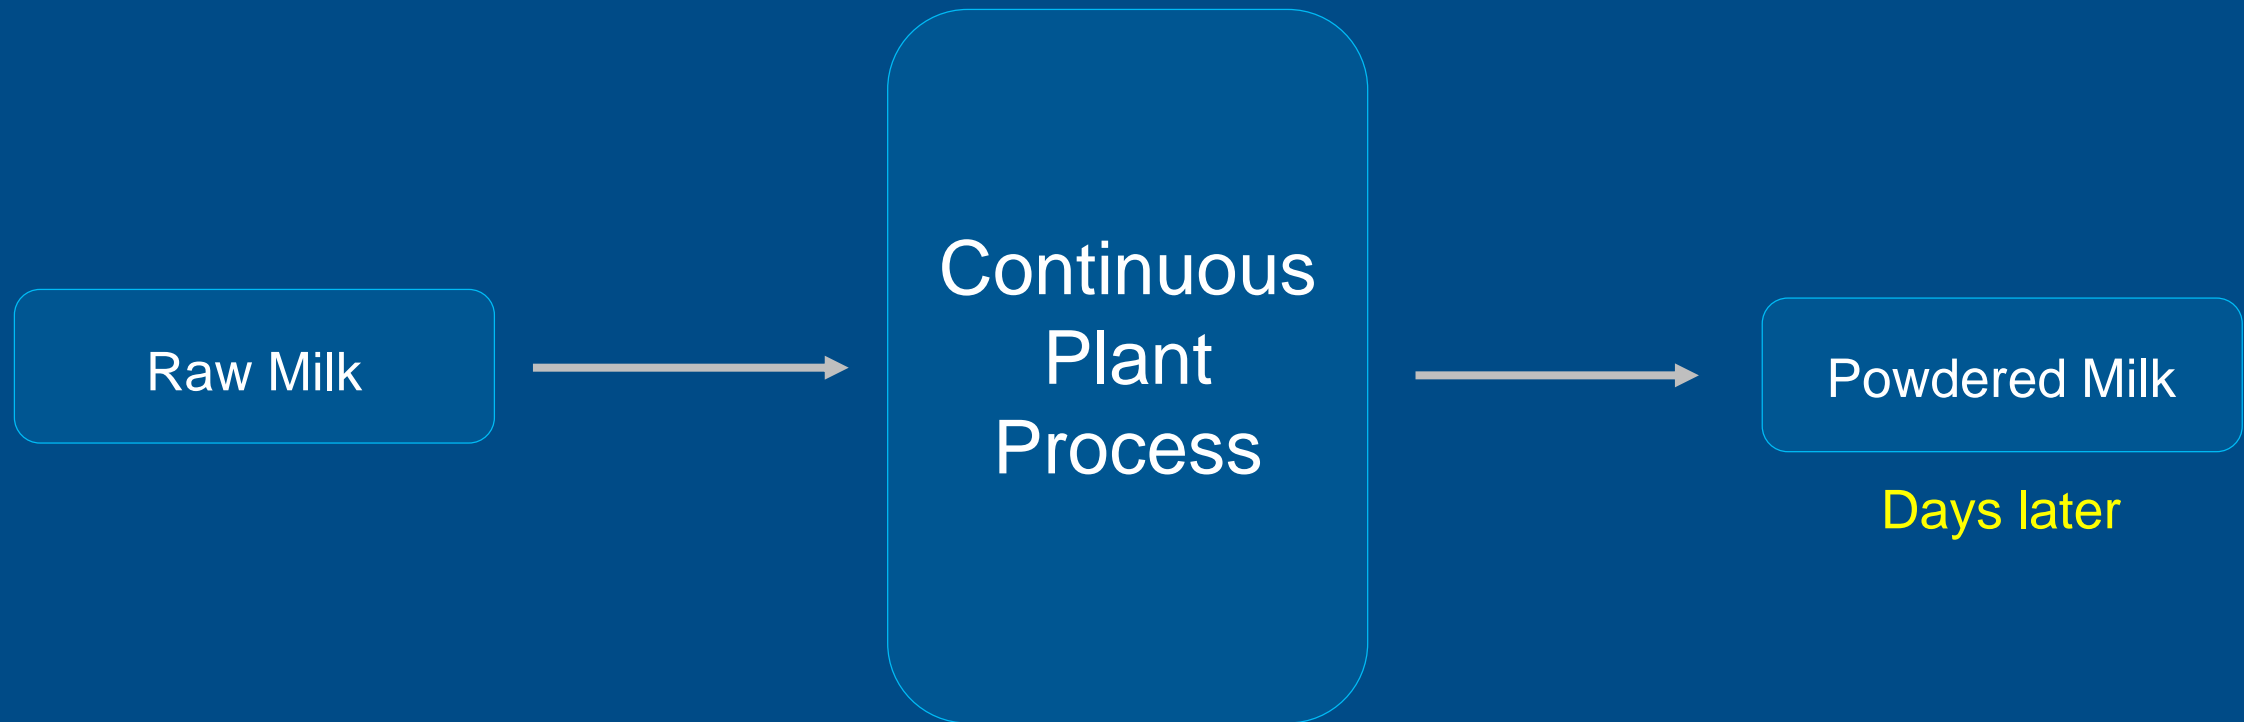 Raw Milk
Continuous
Plant
Process
Powdered Milk
Days later